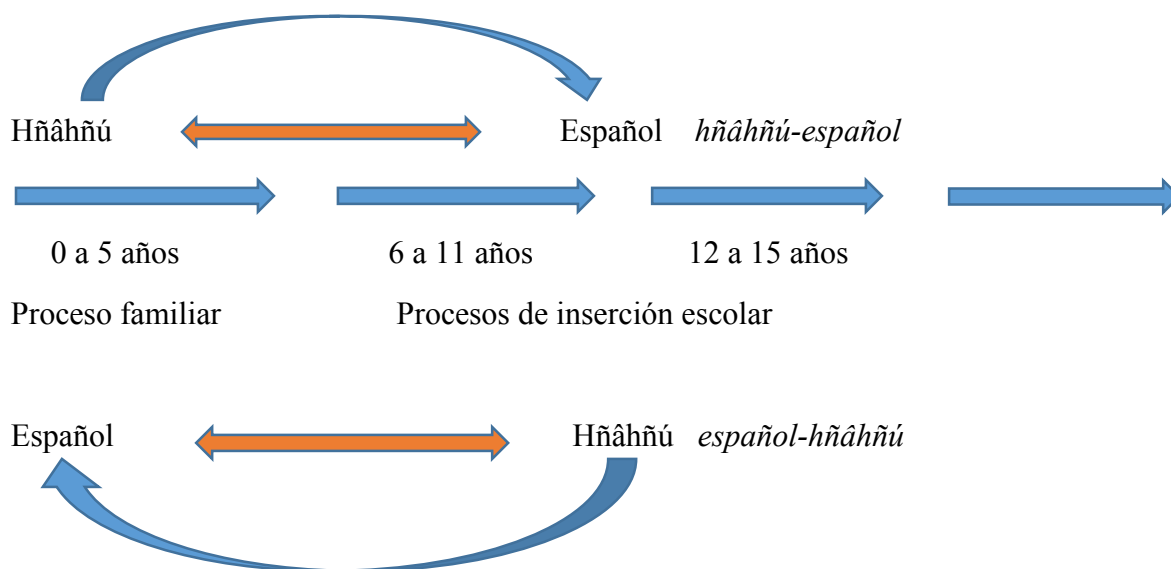 Hñâhñú Español hñâhñú-español
0 a 5 años 6 a 11 años 12 a 15 años
Proceso familiar Procesos de inserción escolar
Español Hñâhñú español-hñâhñú